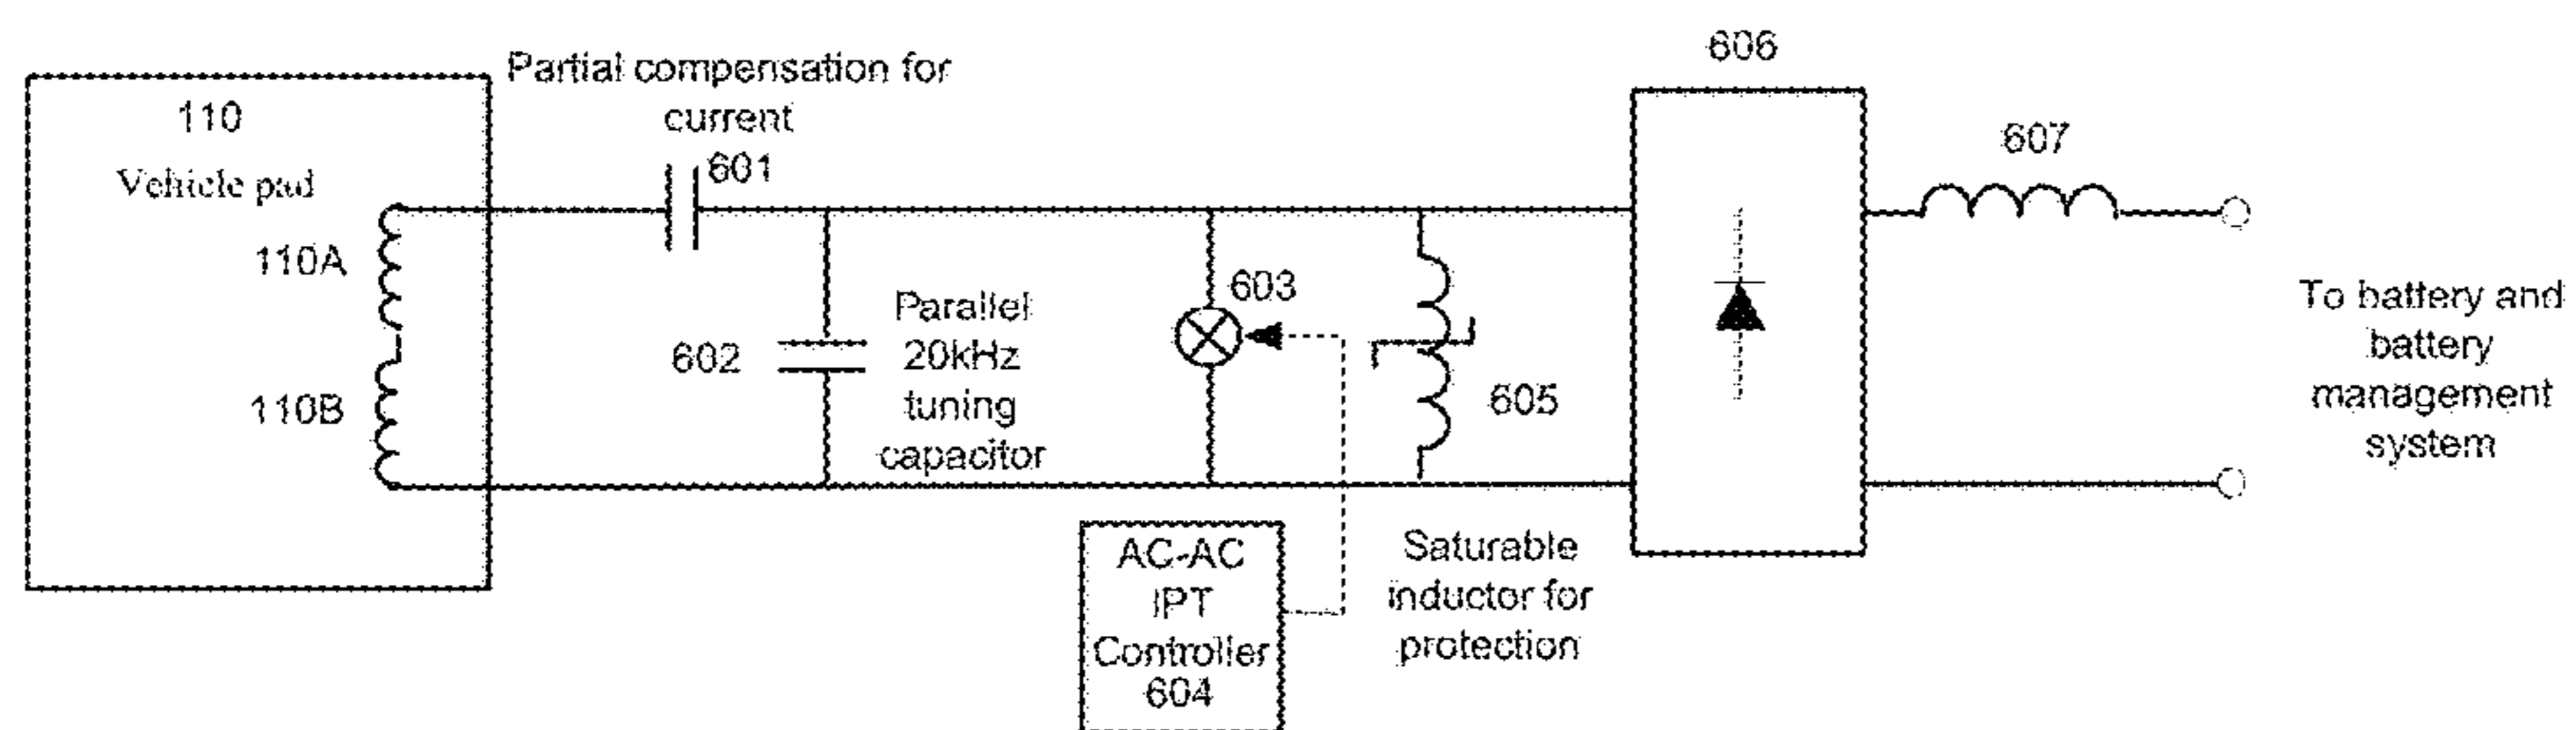 110
Vehicle pad
110A
110B
Partial compensation for
current
601
602
Parallel
20kHz
tuning
capacitor
603
605
AC-AC
IPT
Controller
604
Saturable
inductor for
protection
606
607
To battery and
battery
management
system